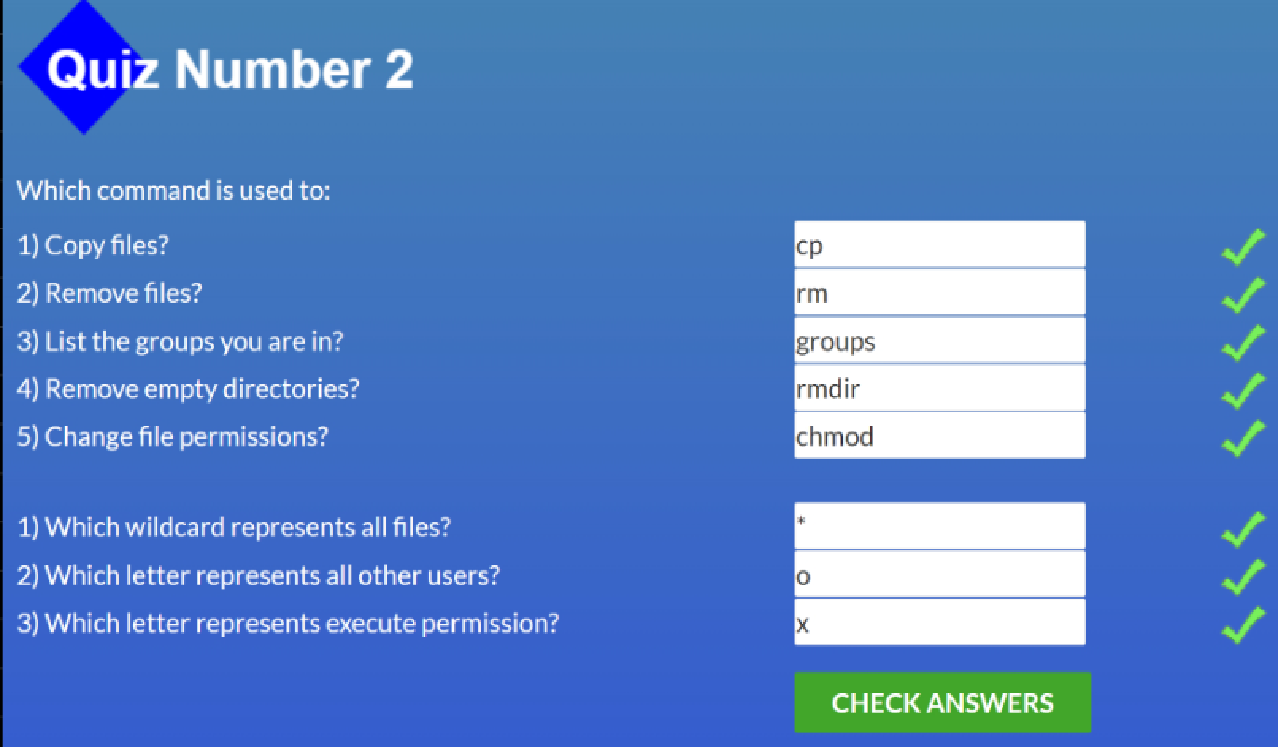 Quiz Number 2
Which command is used to:
1) Copy files? cp
2) Remove files? rm
3) List the groups you are in? groups
4) Remove empty directories? rmdir
5) Change file permissions? chmod
1) Which wildcard represents all files? *
2) Which letter represents all other users? o
3) Which letter represents execute permission? x
CHECK ANSWERS